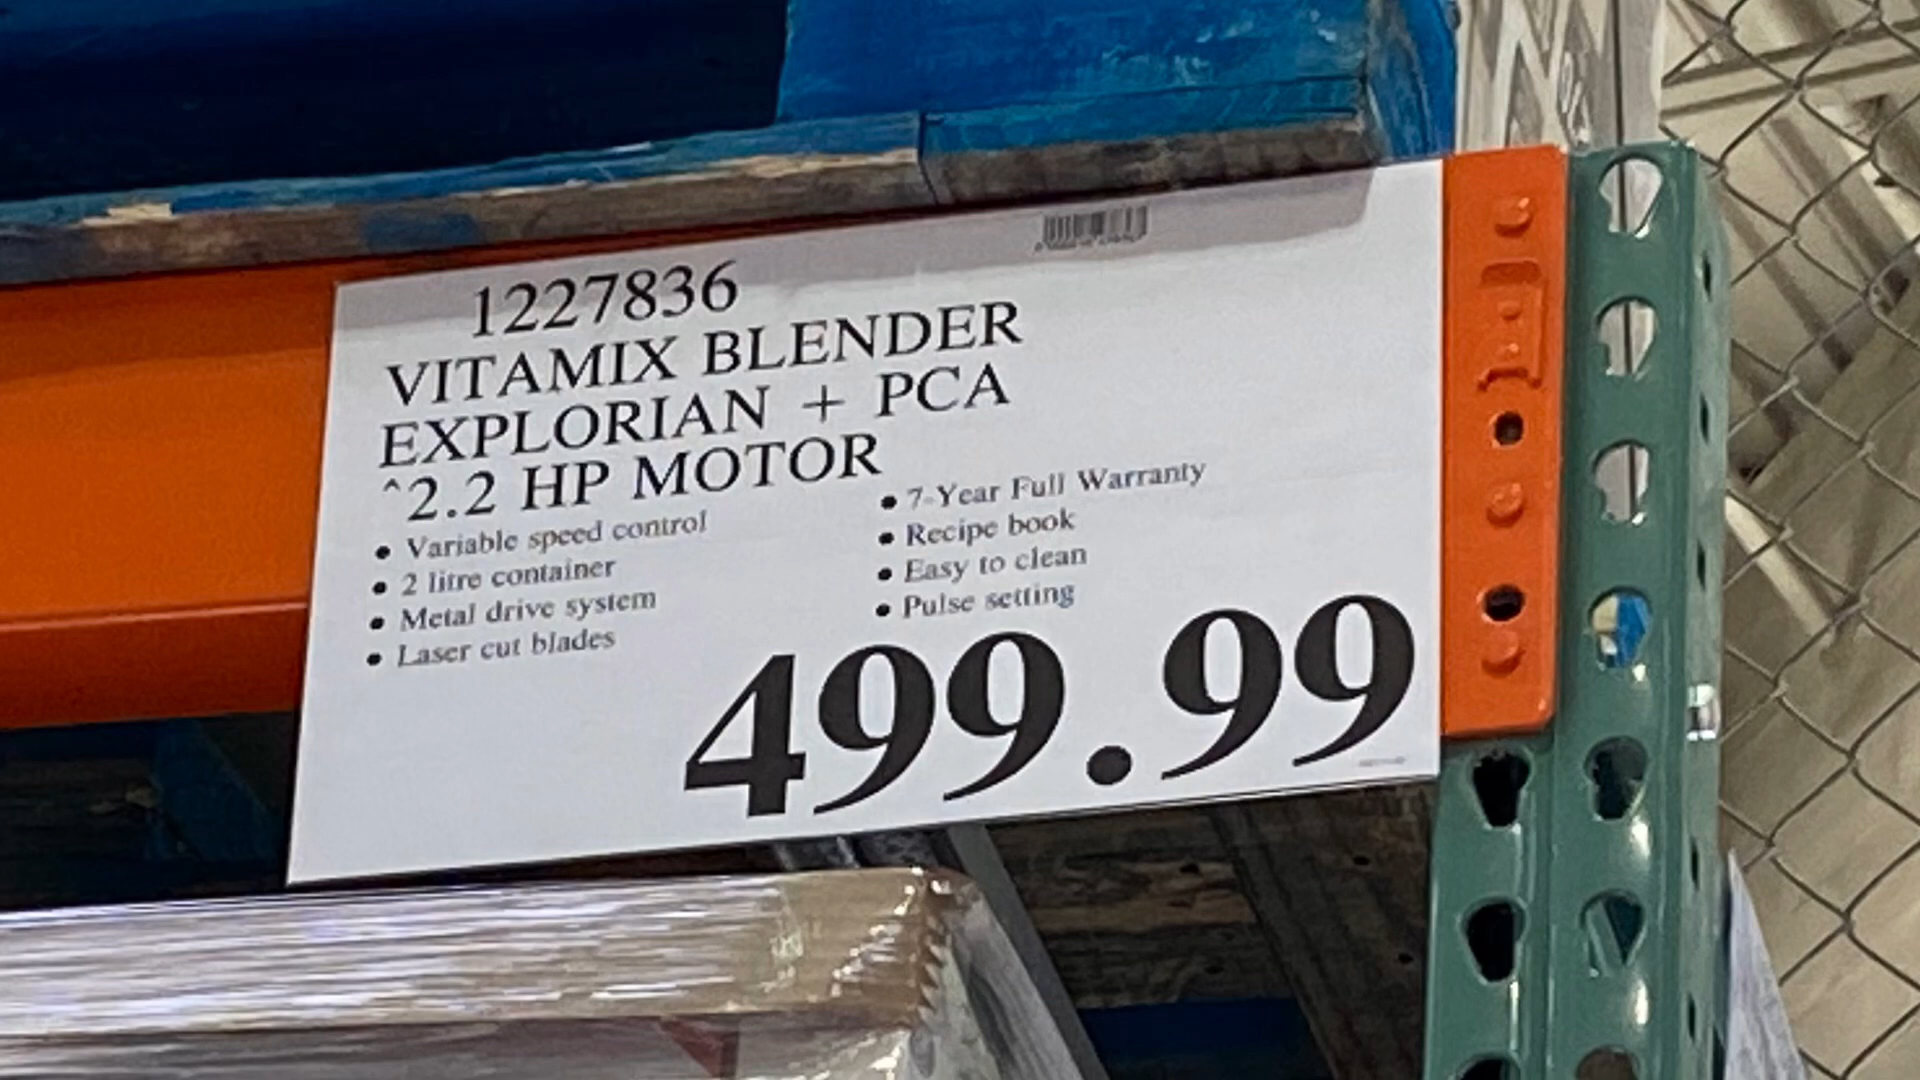 1227836
VITAMIX BLENDER
EXPLORIAN + PCA
^2.2 HP MOTOR
• Variable speed control
• 2 litre container
• Metal drive system
• Laser cut blades
• 7-Year Full Warranty
• Recipe book
• Easy to clean
• Pulse setting
499.99